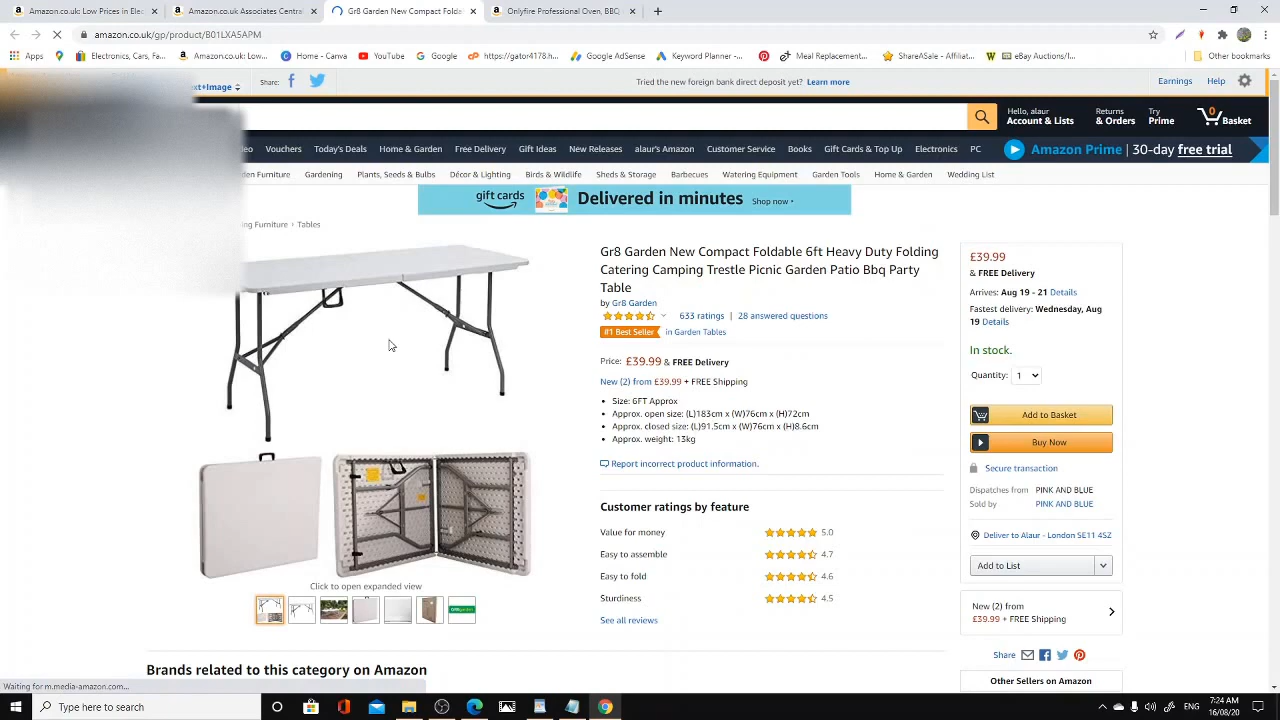 Amazon.co.uk: Low Prices in Elec
Amazon.co.uk Associates Central
Gr8 Garden New Compact Foldab
Onlyfire Professional Oven, BBQ,
amazon.co.uk/gp/product/B01LXA5APM
Apps
Electronics, Cars, Fa...
Canva - London, Lo...
Home - Canva
YouTube
Google
https://gator4178.h...
Google AdSense
Keyword Planner -...
Meal Replacement...
ShareASale - Affiliat...
eBay Auctions/I...
Other bookmarks
xt+Image
Share:
Tried the new foreign bank direct deposit yet? Learn more
Earnings
Help
Hello, alaur
Account & Lists
Returns
& Orders
Try
Prime
0
Basket
deo
Vouchers
Today's Deals
Home & Garden
Free Delivery
Gift Ideas
New Releases
alaur's Amazon
Customer Service
Books
Gift Cards & Top Up
Electronics
PC
Amazon Prime | 30-day free trial
den Furniture
Gardening
Plants, Seeds & Bulbs
Décor & Lighting
Birds & Wildlife
Sheds & Storage
Barbecues
Watering Equipment
Garden Tools
Home & Garden
Wedding List
gift cards
Delivered in minutes
Shop now
ing Furniture › Tables
Gr8 Garden New Compact Foldable 6ft Heavy Duty Folding
Catering Camping Trestle Picnic Garden Patio Bbq Party
Table
by Gr8 Garden
633 ratings | 28 answered questions
#1 Best Seller in Garden Tables
Price: £39.99 & FREE Delivery
New (2) from £39.99 + FREE Shipping
• Size: 6FT Approx
• Approx. open size: (L)183cm x (W)76cm x (H)72cm
• Approx. closed size: (L)91.5cm x (W)76cm x (H)8.6cm
• Approx. weight: 13kg
Report incorrect product information.
Customer ratings by feature
Value for money 5.0
Easy to assemble 4.7
Easy to fold 4.6
Sturdiness 4.5
See all reviews
Click to open expanded view
£39.99
& FREE Delivery
Arrives: Aug 19 - 21 Details
Fastest delivery: Wednesday, Aug
19 Details
In stock.
Quantity: 1
Add to Basket
Buy Now
Secure transaction
Dispatches from PINK AND BLUE
Sold by PINK AND BLUE
Deliver to Alaur - London SE11 4SZ
Add to List
New (2) from
£39.99 + FREE Shipping
Share
Other Sellers on Amazon
Brands related to this category on Amazon
Waiting for m.media-amazon.com...
Type here to search
7:24 AM
16/08/20